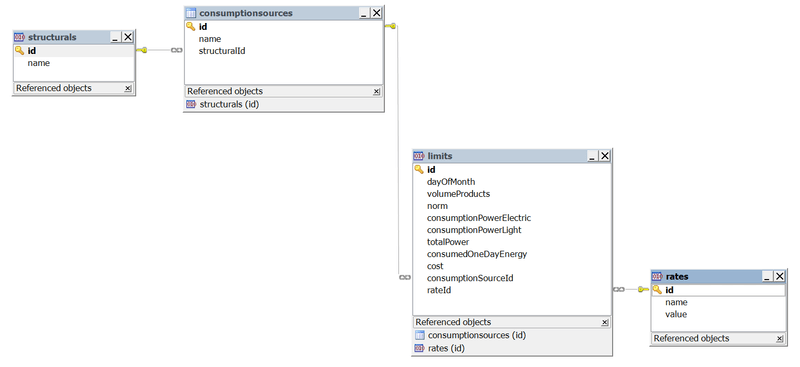 structurals
id
name
Referenced objects
consumptionsources
id
name
structuralId
Referenced objects
structurals (id)
limits
id
dayOfMonth
volumeProducts
norm
consumptionPowerElectric
consumptionPowerLight
totalPower
consumedOneDayEnergy
cost
consumptionSourceId
rateId
Referenced objects
consumptionsources (id)
rates (id)
rates
id
name
value
Referenced objects